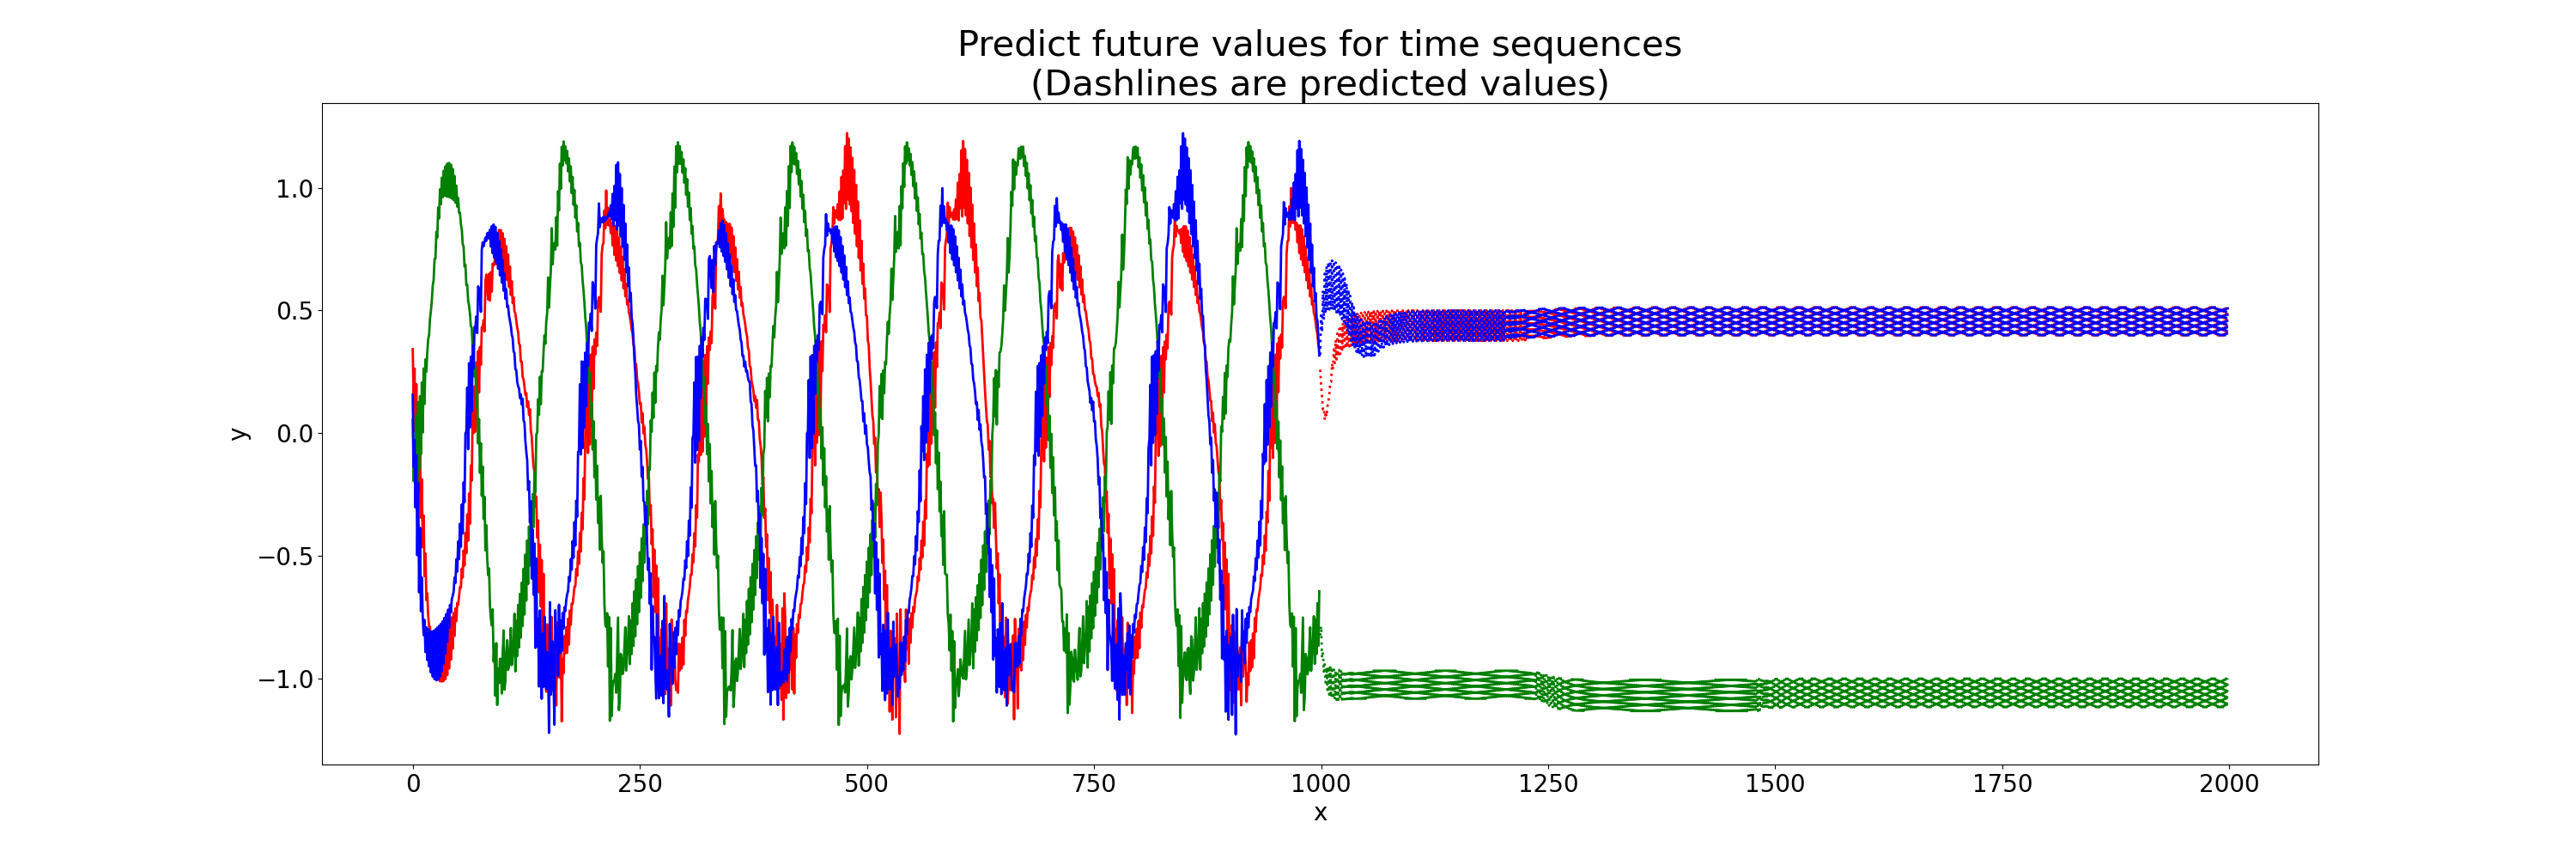 Predict future values for time sequences
(Dashlines are predicted values)
1.0
0.5
0.0
−0.5
−1.0
y
0 250 500 750 1000 1250 1500 1750 2000
x